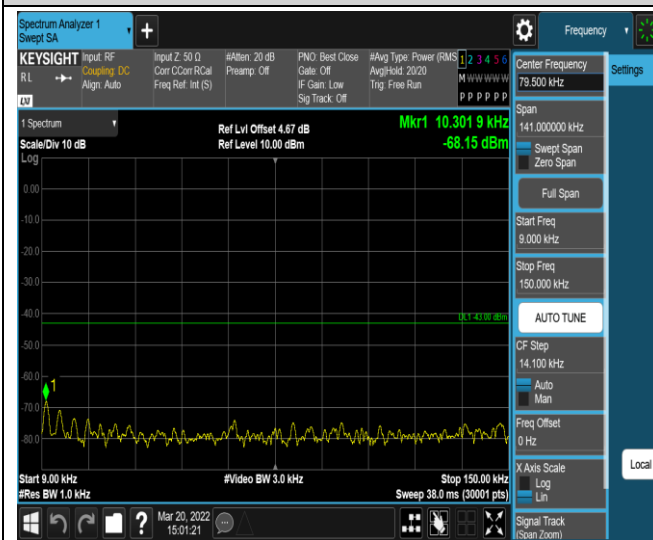 Spectrum Analyzer 1
Swept SA
+
Frequency
KEYSIGHT
RL
LXI
Input: RF
Coupling: DC
Align: Auto
Input Z: 50 Ω
Corr CCorr RCal
Freq Ref: Int (S)
#Atten: 20 dB
Preamp: Off
PNO: Best Close
Gate: Off
IF Gain: Low
Sig Track: Off
#Avg Type: Power (RMS
Avg|Hold: 20/20
Trig: Free Run
1 2 3 4 5 6
M W W W W W
P P P P P P
1 Spectrum
Scale/Div 10 dB
Log
Ref Lvl Offset 4.67 dB
Ref Level 10.00 dBm
Mkr1 10.301 9 kHz
-68.15 dBm
0.00
-10.0
-20.0
-30.0
-40.0
-50.0
-60.0
-70.0
-80.0
DL1 -43.00 dBm
1
Start 9.00 kHz
#Res BW 1.0 kHz
#Video BW 3.0 kHz
Stop 150.00 kHz
Sweep 38.0 ms (30001 pts)
?
Mar 20, 2022
15:01:21
Center Frequency
79.500 kHz
Span
141.000000 kHz
Swept Span
Zero Span
Full Span
Start Freq
9.000 kHz
Stop Freq
150.000 kHz
AUTO TUNE
CF Step
14.100 kHz
Auto
Man
Freq Offset
0 Hz
X Axis Scale
Log
Lin
Signal Track
(Span Zoom)
Settings
Local